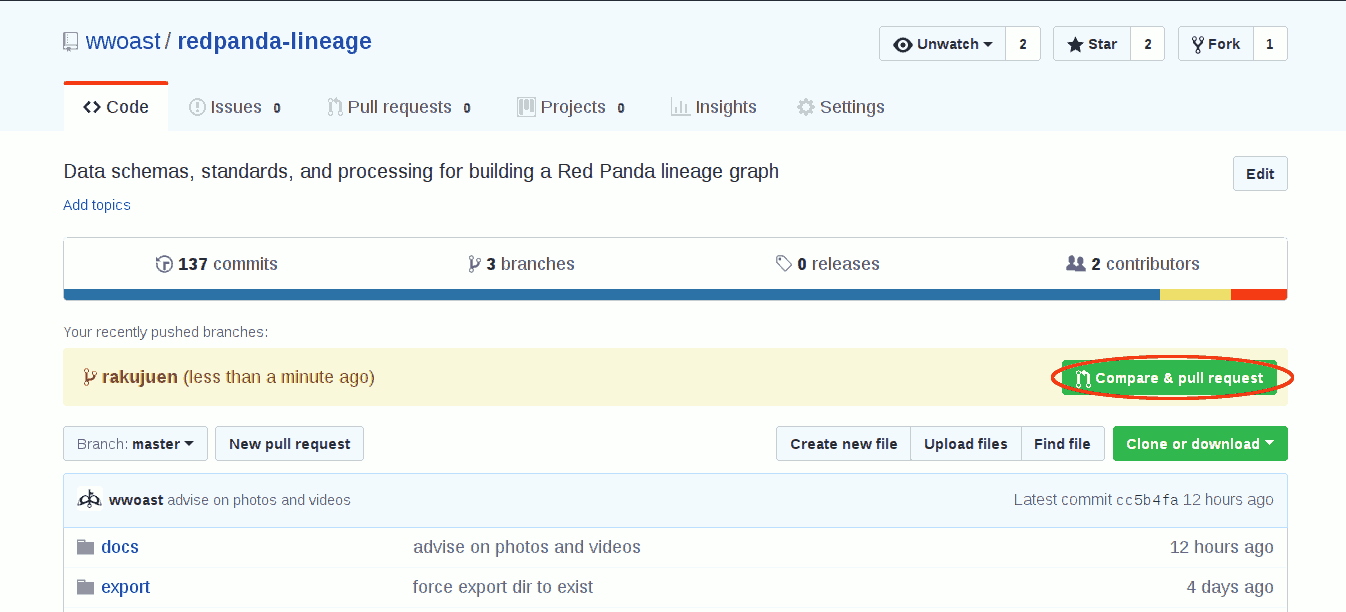 wwoast / redpanda-lineage
Unwatch 2 Star 2 Fork 1
Code Issues 0 Pull requests 0 Projects 0 Insights Settings
Data schemas, standards, and processing for building a Red Panda lineage graph Edit
Add topics
137 commits 3 branches 0 releases 2 contributors
Your recently pushed branches:
rakujuen (less than a minute ago) Compare & pull request
Branch: master New pull request Create new file Upload files Find file Clone or download
wwoast advise on photos and videos Latest commit cc5b4fa 12 hours ago
docs advise on photos and videos 12 hours ago
export force export dir to exist 4 days ago